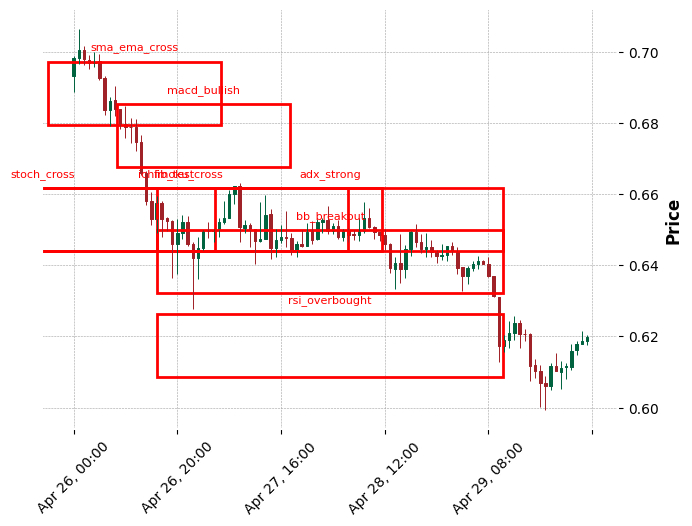 sma_ema_cross
0.70
macd_bullish
0.68
stoch_cross
adx_strong
0.66
bb_breakout
0.64
rsi_overbought
0.62
0.60
Price
Apr 26, 00:00
Apr 26, 20:00
Apr 27, 16:00
Apr 28, 12:00
Apr 29, 08:00